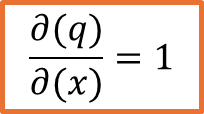 ∂(q)
∂(x) = 1